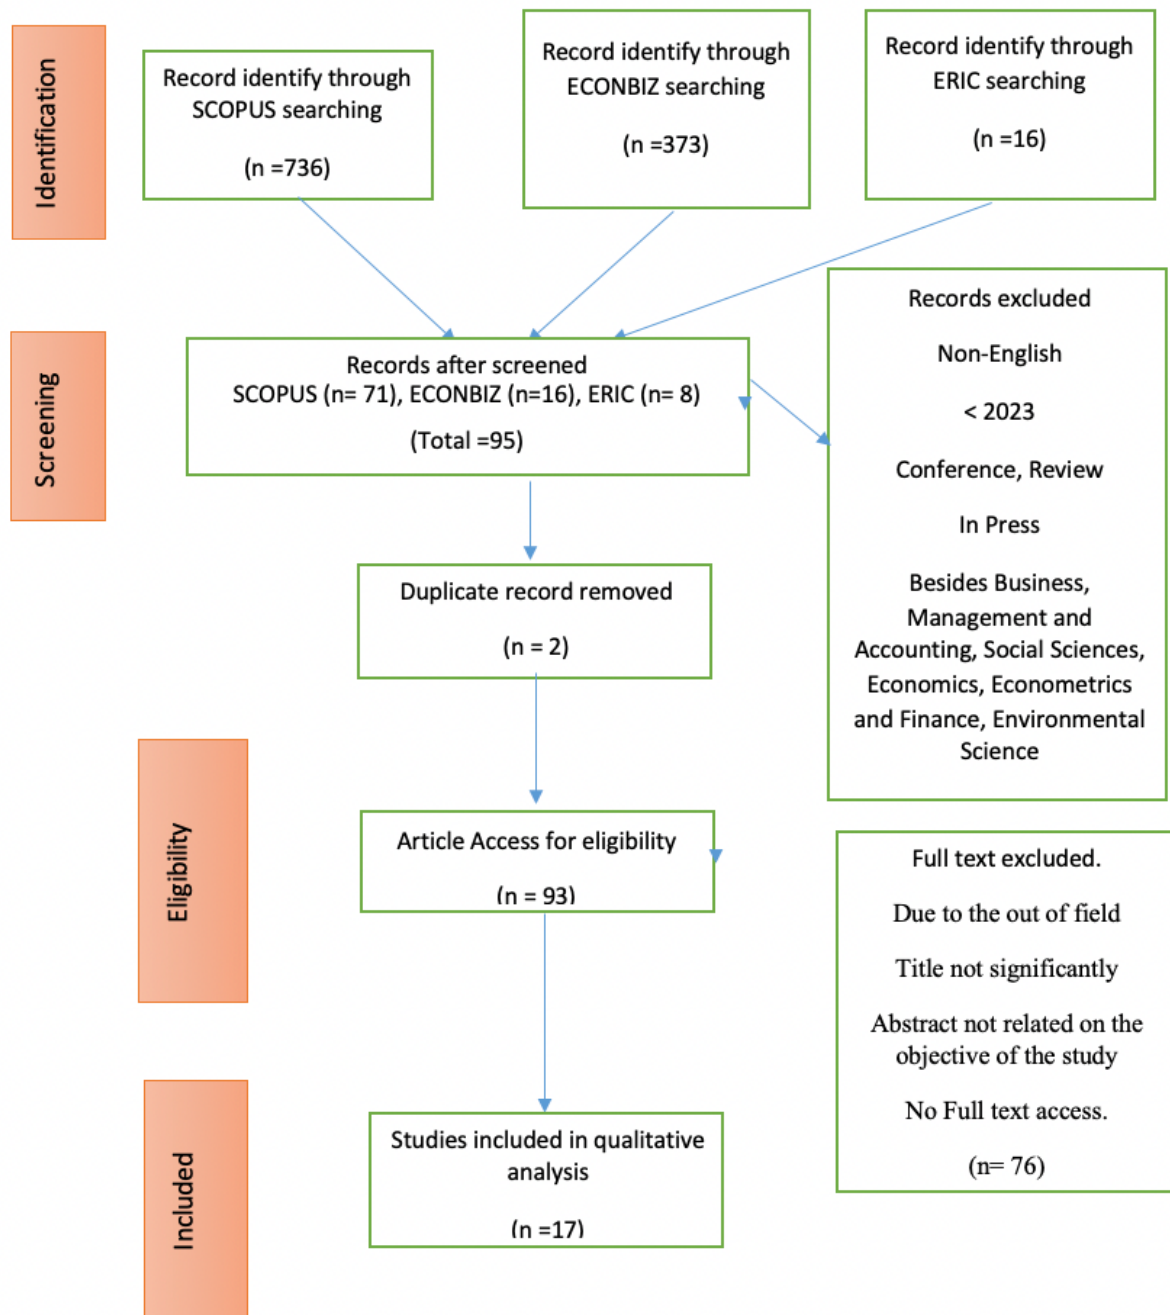 Identification
Record identify through
SCOPUS searching
(n =736)
Record identify through
ECONBIZ searching
(n =373)
Record identify through
ERIC searching
(n =16)
Screening
Records after screened
SCOPUS (n= 71), ECONBIZ (n=16), ERIC (n= 8)
(Total =95)
Records excluded
Non-English
< 2023
Conference, Review
In Press
Besides Business,
Management and
Accounting, Social Sciences,
Economics, Econometrics
and Finance, Environmental
Science
Duplicate record removed
(n = 2)
Eligibility
Article Access for eligibility
(n = 93)
Full text excluded.
Due to the out of field
Title not significantly
Abstract not related on the
objective of the study
No Full text access.
(n= 76)
Included
Studies included in qualitative
analysis
(n =17)